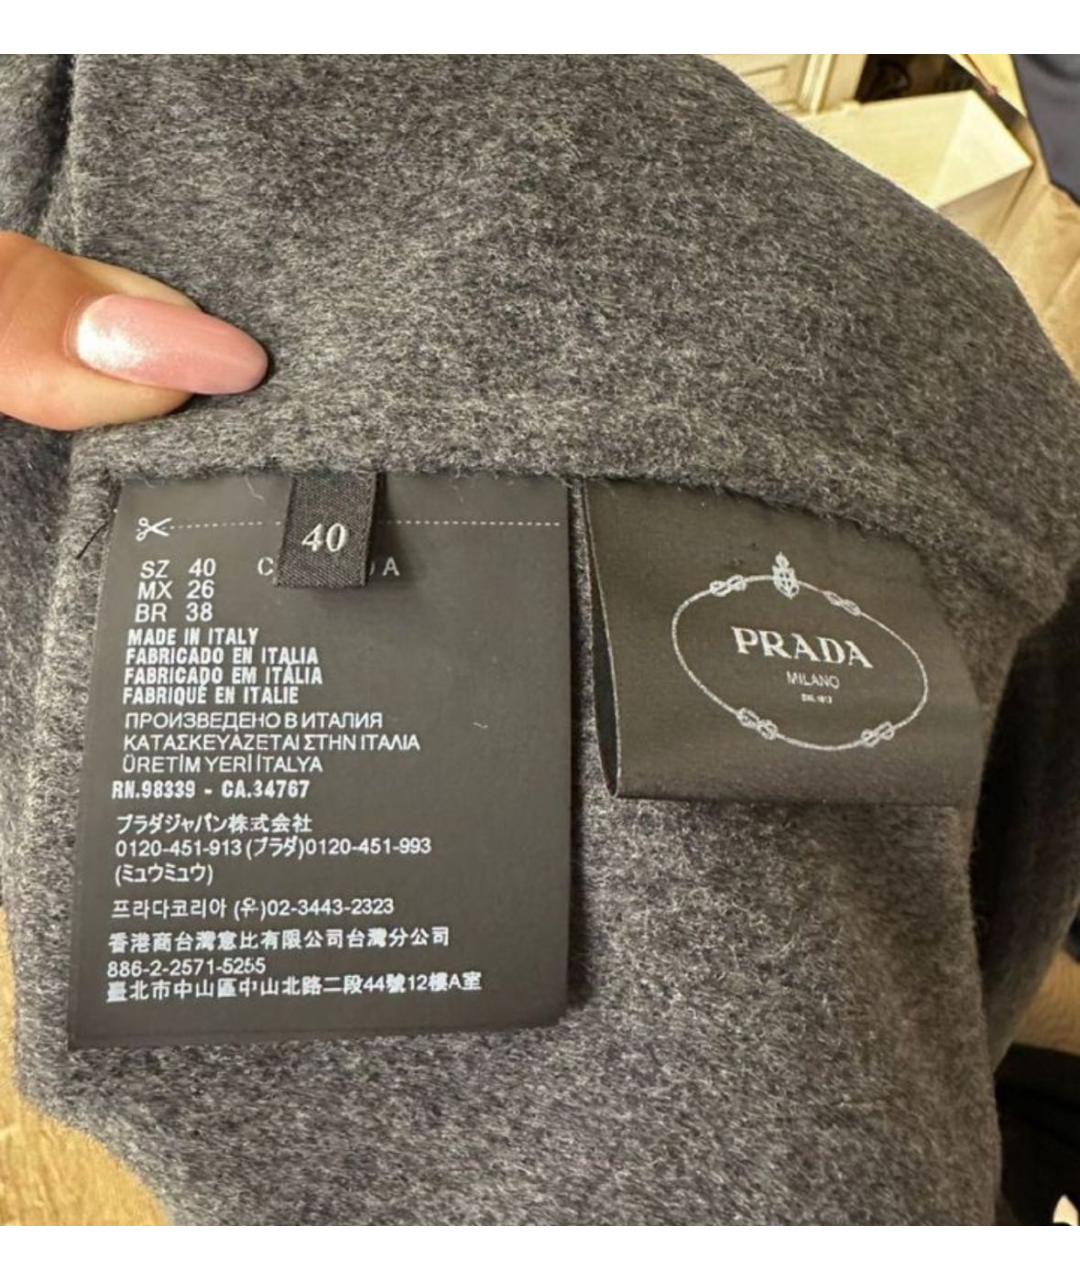 40
SZ 40
MX 26
BR 38
MADE IN ITALY
FABRICADO EN ITALIA
FABRICADO EM ITÁLIA
FABRIQUÉ EN ITALIE
ПРОИЗВЕДЕНО В ИТАЛИЯ
ΚΑΤΑΣΚΕΥΑΖΕΤΑΙ ΣΤΗΝ ΙΤΑΛΙΑ
ÜRETİM YERİ İTALYA
RN.98339 - CA.34767
プラダジャパン株式会社
0120-451-913 (プラダ)0120-451-993
(ミュウミュウ)
프라다코리아 (유)02-3443-2323
香港商台灣意比有限公司台灣分公司
886-2-2571-5255
臺北市中山區中山北路二段44號12樓A室
PRADA
MILANO